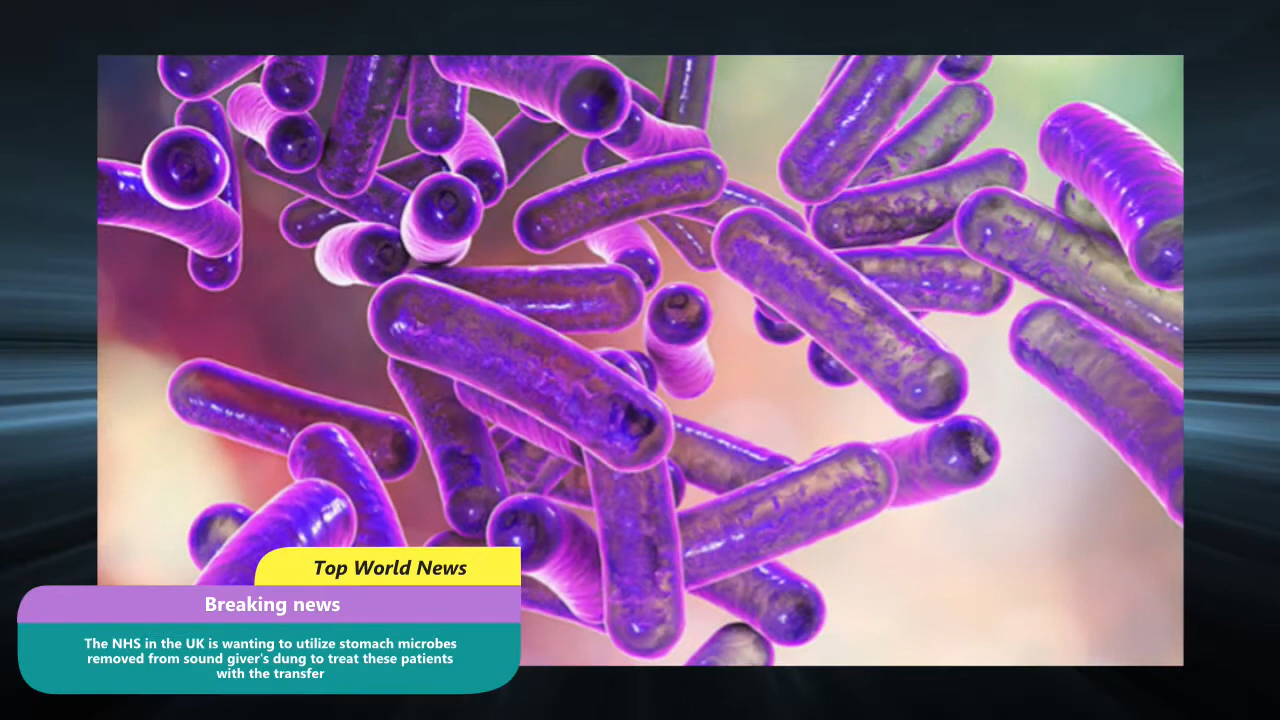 Top World News
Breaking news
The NHS in the UK is wanting to utilize stomach microbes
removed from sound giver's dung to treat these patients
with the transfer